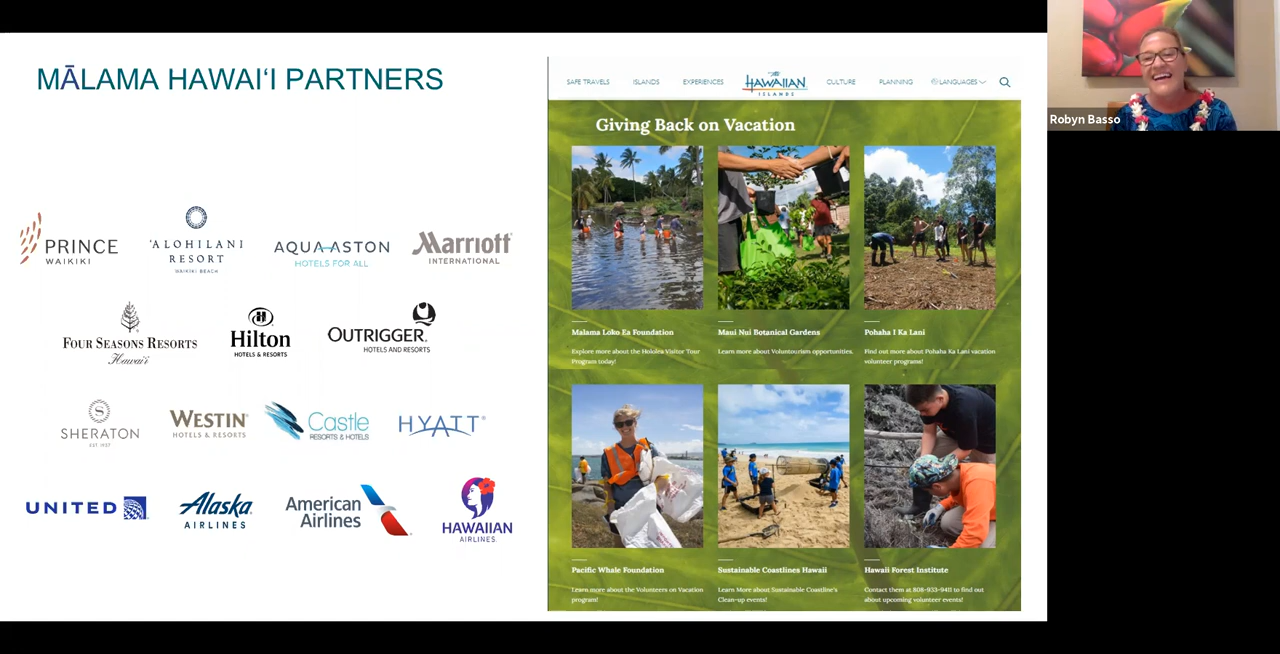 MĀLAMA HAWAIʻI PARTNERS
PRINCE
WAIKIKI
ʻALOHILANI
RESORT
WAIKIKI BEACH
AQUA-ASTON
HOTELS FOR ALL
Marriott
INTERNATIONAL
FOUR SEASONS RESORTS
Hawaiʻi
Hilton
HOTELS & RESORTS
OUTRIGGER®
HOTELS AND RESORTS
S
SHERATON
EST 1937
WESTIN®
HOTELS & RESORTS
Castle
RESORTS & HOTELS
HYATT®
UNITED
Alaska
AIRLINES
American
Airlines
HAWAIIAN
AIRLINES.
SAFE TRAVELS
ISLANDS
EXPERIENCES
THE
HAWAIIAN
ISLANDS
CULTURE
PLANNING
LANGUAGES
Giving Back on Vacation
Malama Loko Ea Foundation
Explore more about the Hololea Visitor Tour
Program today!
Maui Nui Botanical Gardens
Learn more about Voluntourism opportunities.
Pohaha I Ka Lani
Find out more about Pohaha Ka Lani vacation
volunteer programs!
Pacific Whale Foundation
Learn more about the Volunteers on Vacation
program!
Sustainable Coastlines Hawaii
Learn More about Sustainable Coastline's
Clean-up events!
Hawaii Forest Institute
Contact them at 808-933-9411 to find out
about upcoming volunteer events!
Robyn Basso